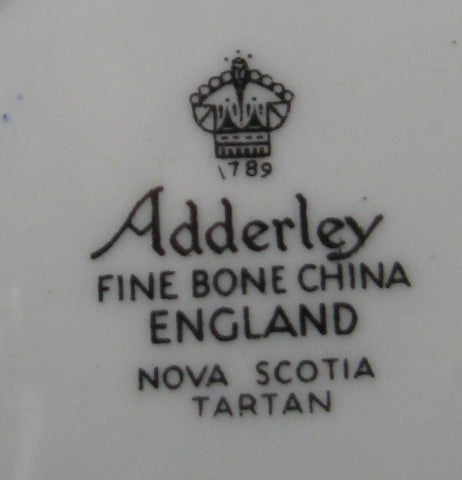 1789
Adderley
FINE BONE CHINA
ENGLAND
NOVA SCOTIA
TARTAN